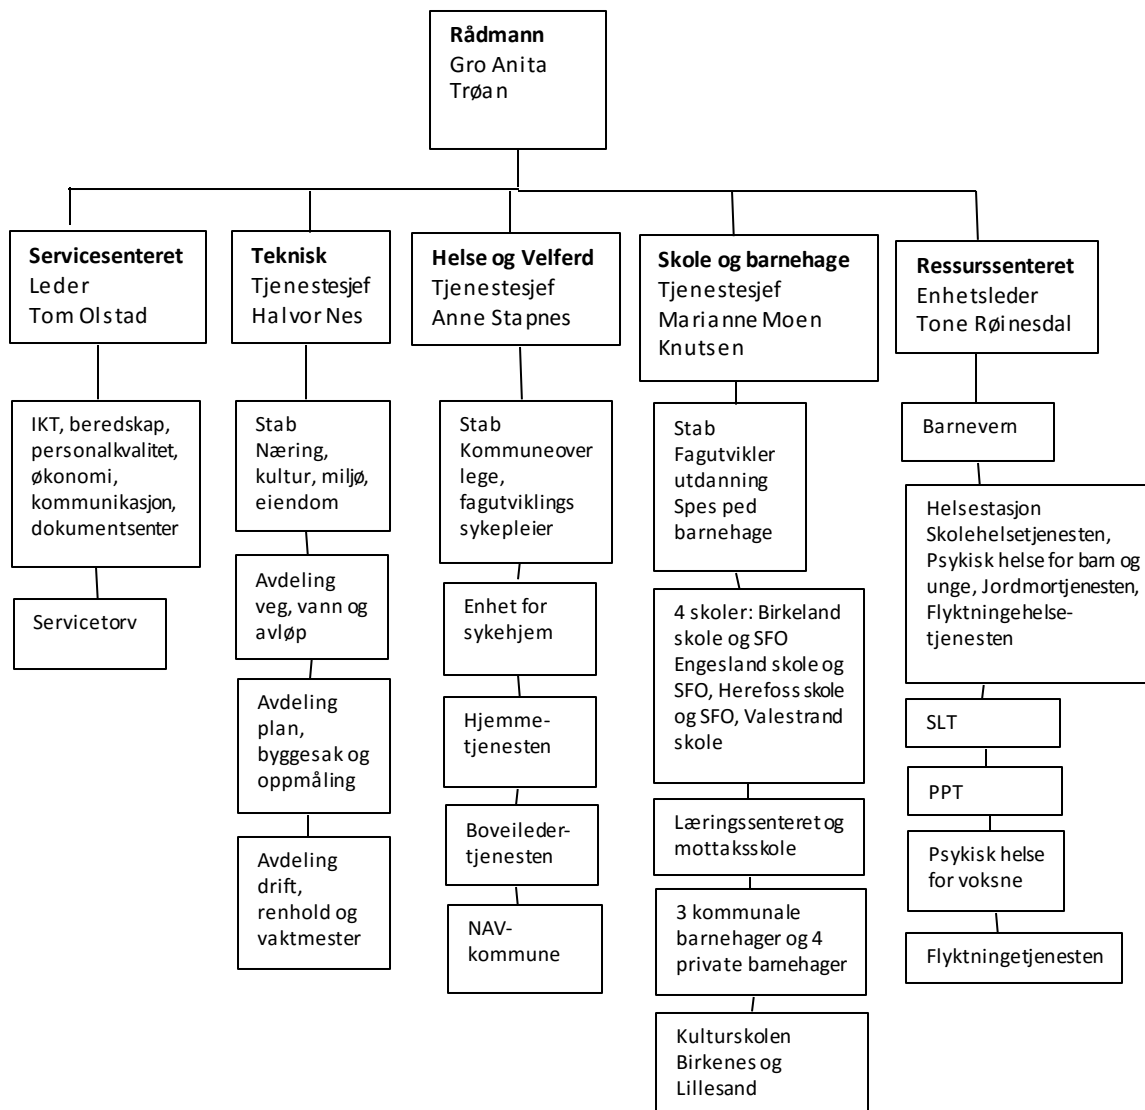 Rådmann
Gro Anita
Trøan
Servicesenteret
Leder
Tom Olstad
IKT, beredskap,
personalkvalitet,
økonomi,
kommunikasjon,
dokumentsenter
Servicetorv
Teknisk
Tjenestesjef
Halvor Nes
Stab
Næring,
kultur, miljø,
eiendom
Avdeling
veg, vann og
avløp
Avdeling
plan,
byggesak og
oppmåling
Avdeling
drift,
renhold og
vaktmester
Helse og Velferd
Tjenestesjef
Anne Stapnes
Stab
Kommuneover
lege,
fagutviklings
sykepleier
Enhet for
sykehjem
Hjemme-
tjenesten
Boveileder-
tjenesten
NAV-
kommune
Skole og barnehage
Tjenestesjef
Marianne Moen
Knutsen
Stab
Fagutvikler
utdanning
Spes ped
barnehage
4 skoler: Birkeland
skole og SFO
Engesland skole og
SFO, Herefoss skole
og SFO, Valestrand
skole
Læringssenteret og
mottaksskole
3 kommunale
barnehager og 4
private barnehager
Kulturskolen
Birkenes og
Lillesand
Ressurssenteret
Enhetsleder
Tone Røinesdal
Barnevern
Helsestasjon
Skolehelsetjenesten,
Psykisk helse for barn og
unge, Jordmortjenesten,
Flyktningehelse-
tjenesten
SLT
PPT
Psykisk helse
for voksne
Flyktningetjenesten